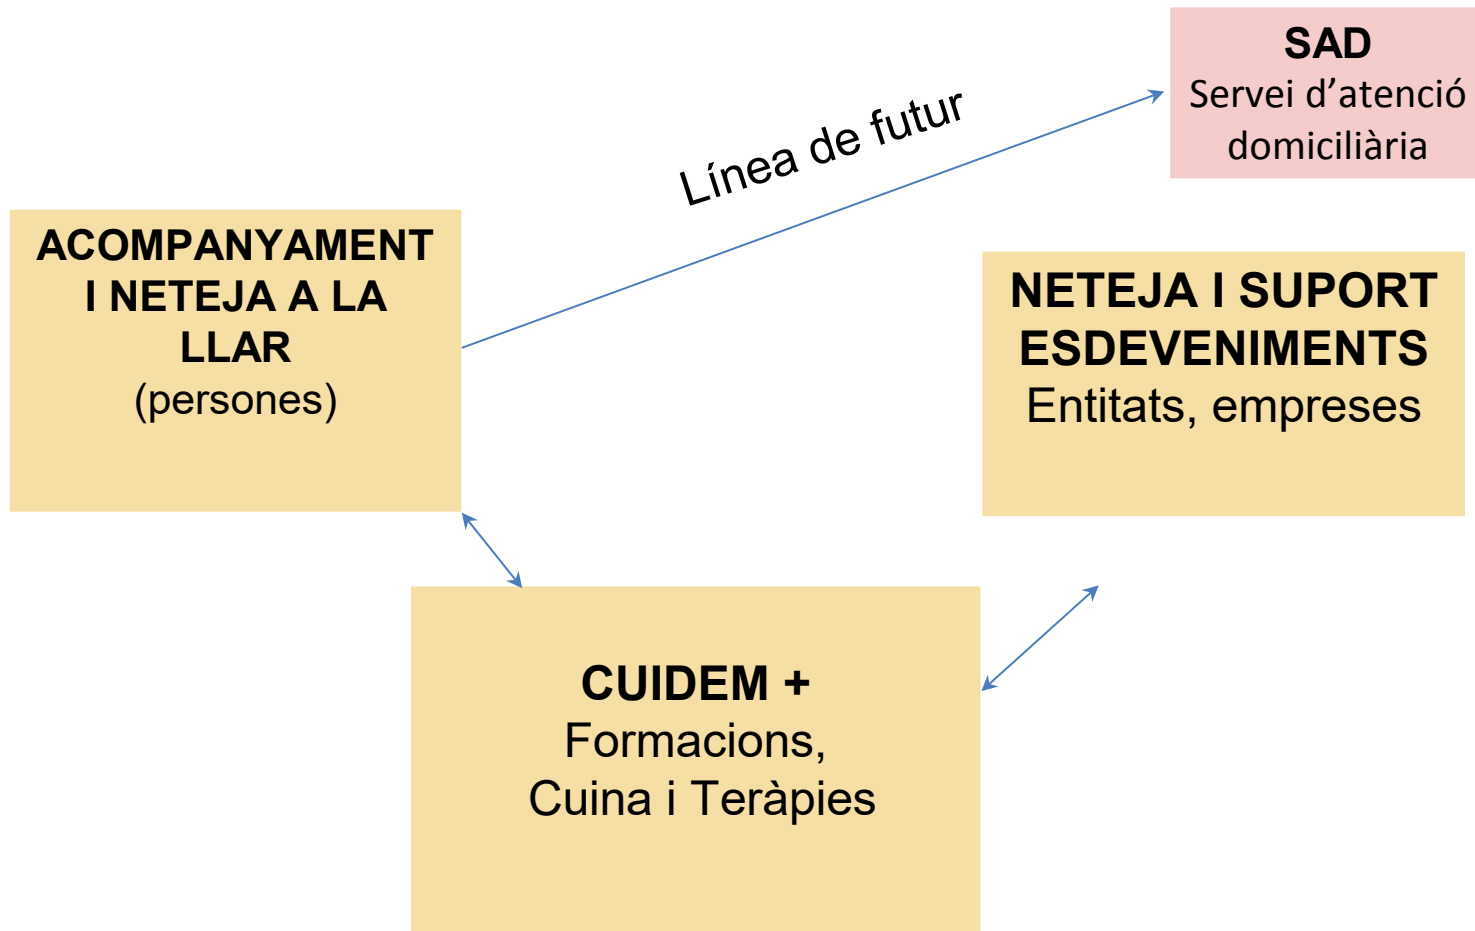 SAD
Servei d’atenció
domiciliària
Línea de futur
ACOMPANYAMENT
I NETEJA A LA
LLAR
(persones)
NETEJA I SUPORT
ESDEVENIMENTS
Entitats, empreses
CUIDEM +
Formacions,
Cuina i Teràpies